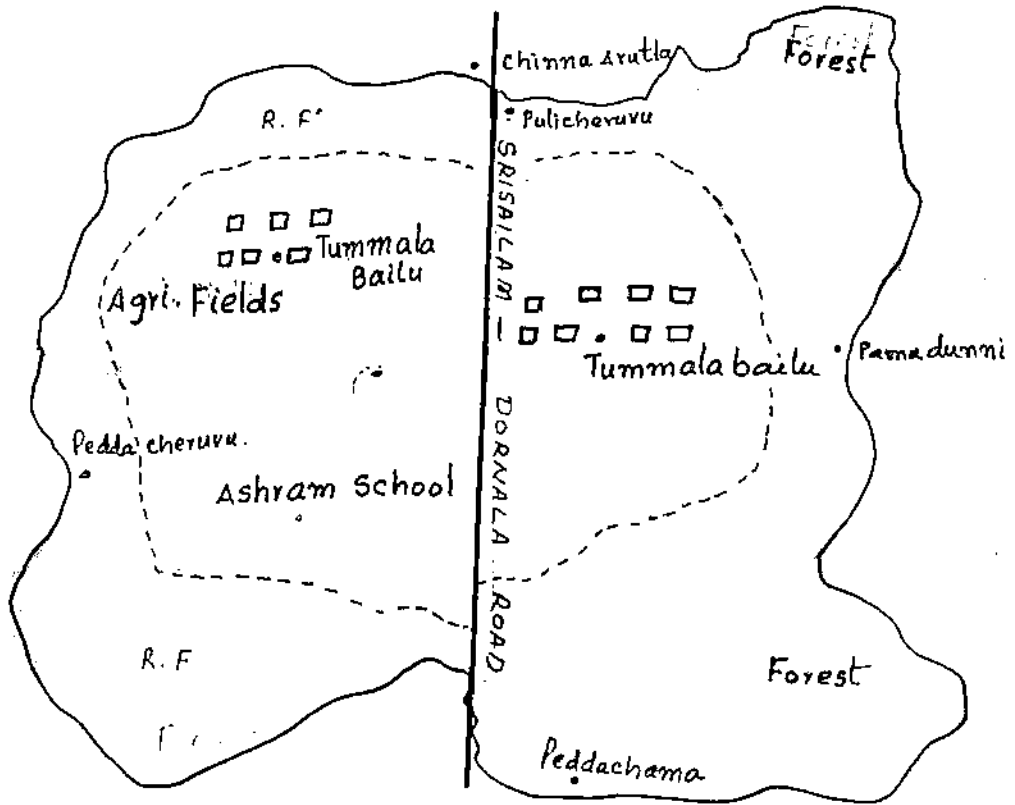 Forest
Chinna Arutla
R. F.
Pulicheruvu
SRISAILAM - DORNALA ROAD
Tummala
Bailu
Agri. Fields
Tummala bailu
Pamadunni
Pedda cheruvu.
Ashram School
R. F
Forest
Peddachama